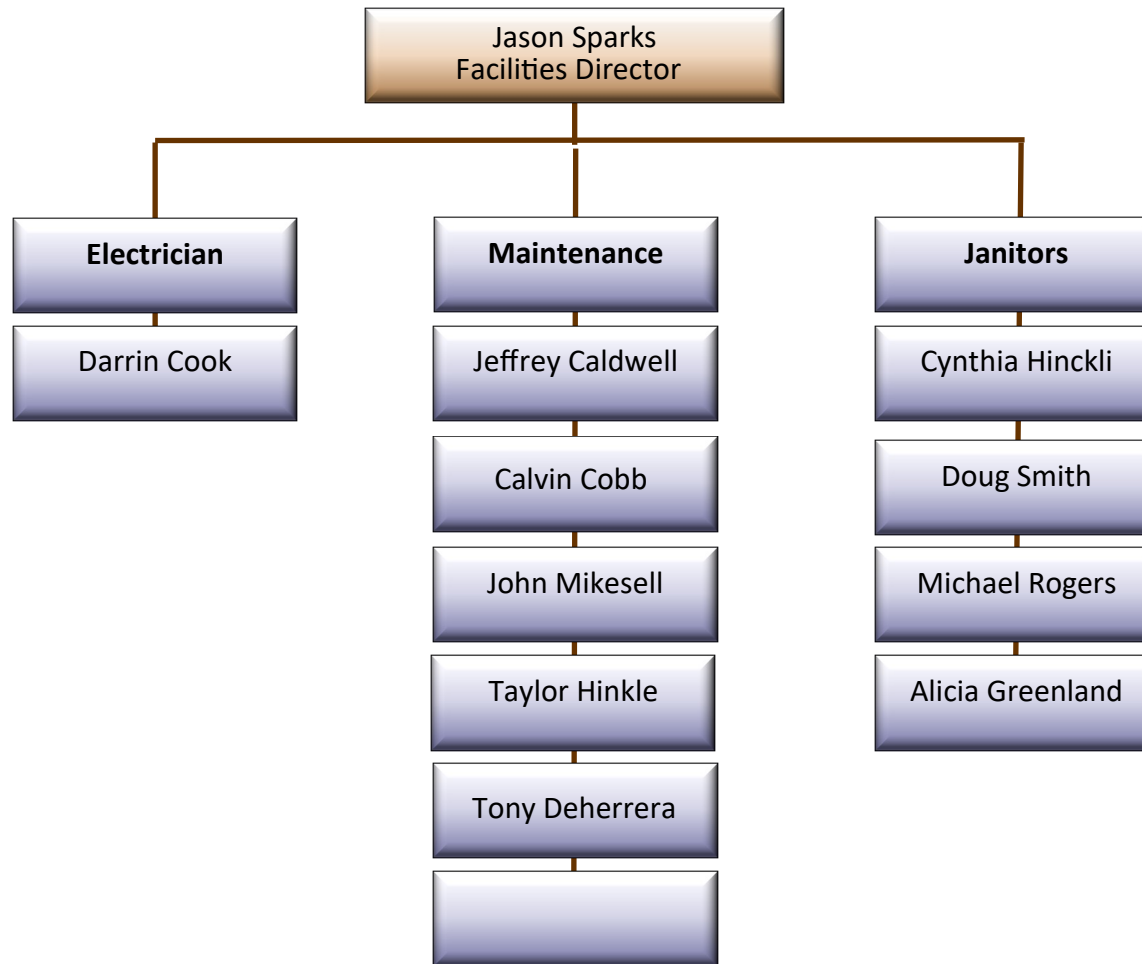 Jason Sparks
Facilities Director
Electrician
Darrin Cook
Maintenance
Jeffrey Caldwell
Calvin Cobb
John Mikesell
Taylor Hinkle
Tony Deherrera
Janitors
Cynthia Hinckli
Doug Smith
Michael Rogers
Alicia Greenland